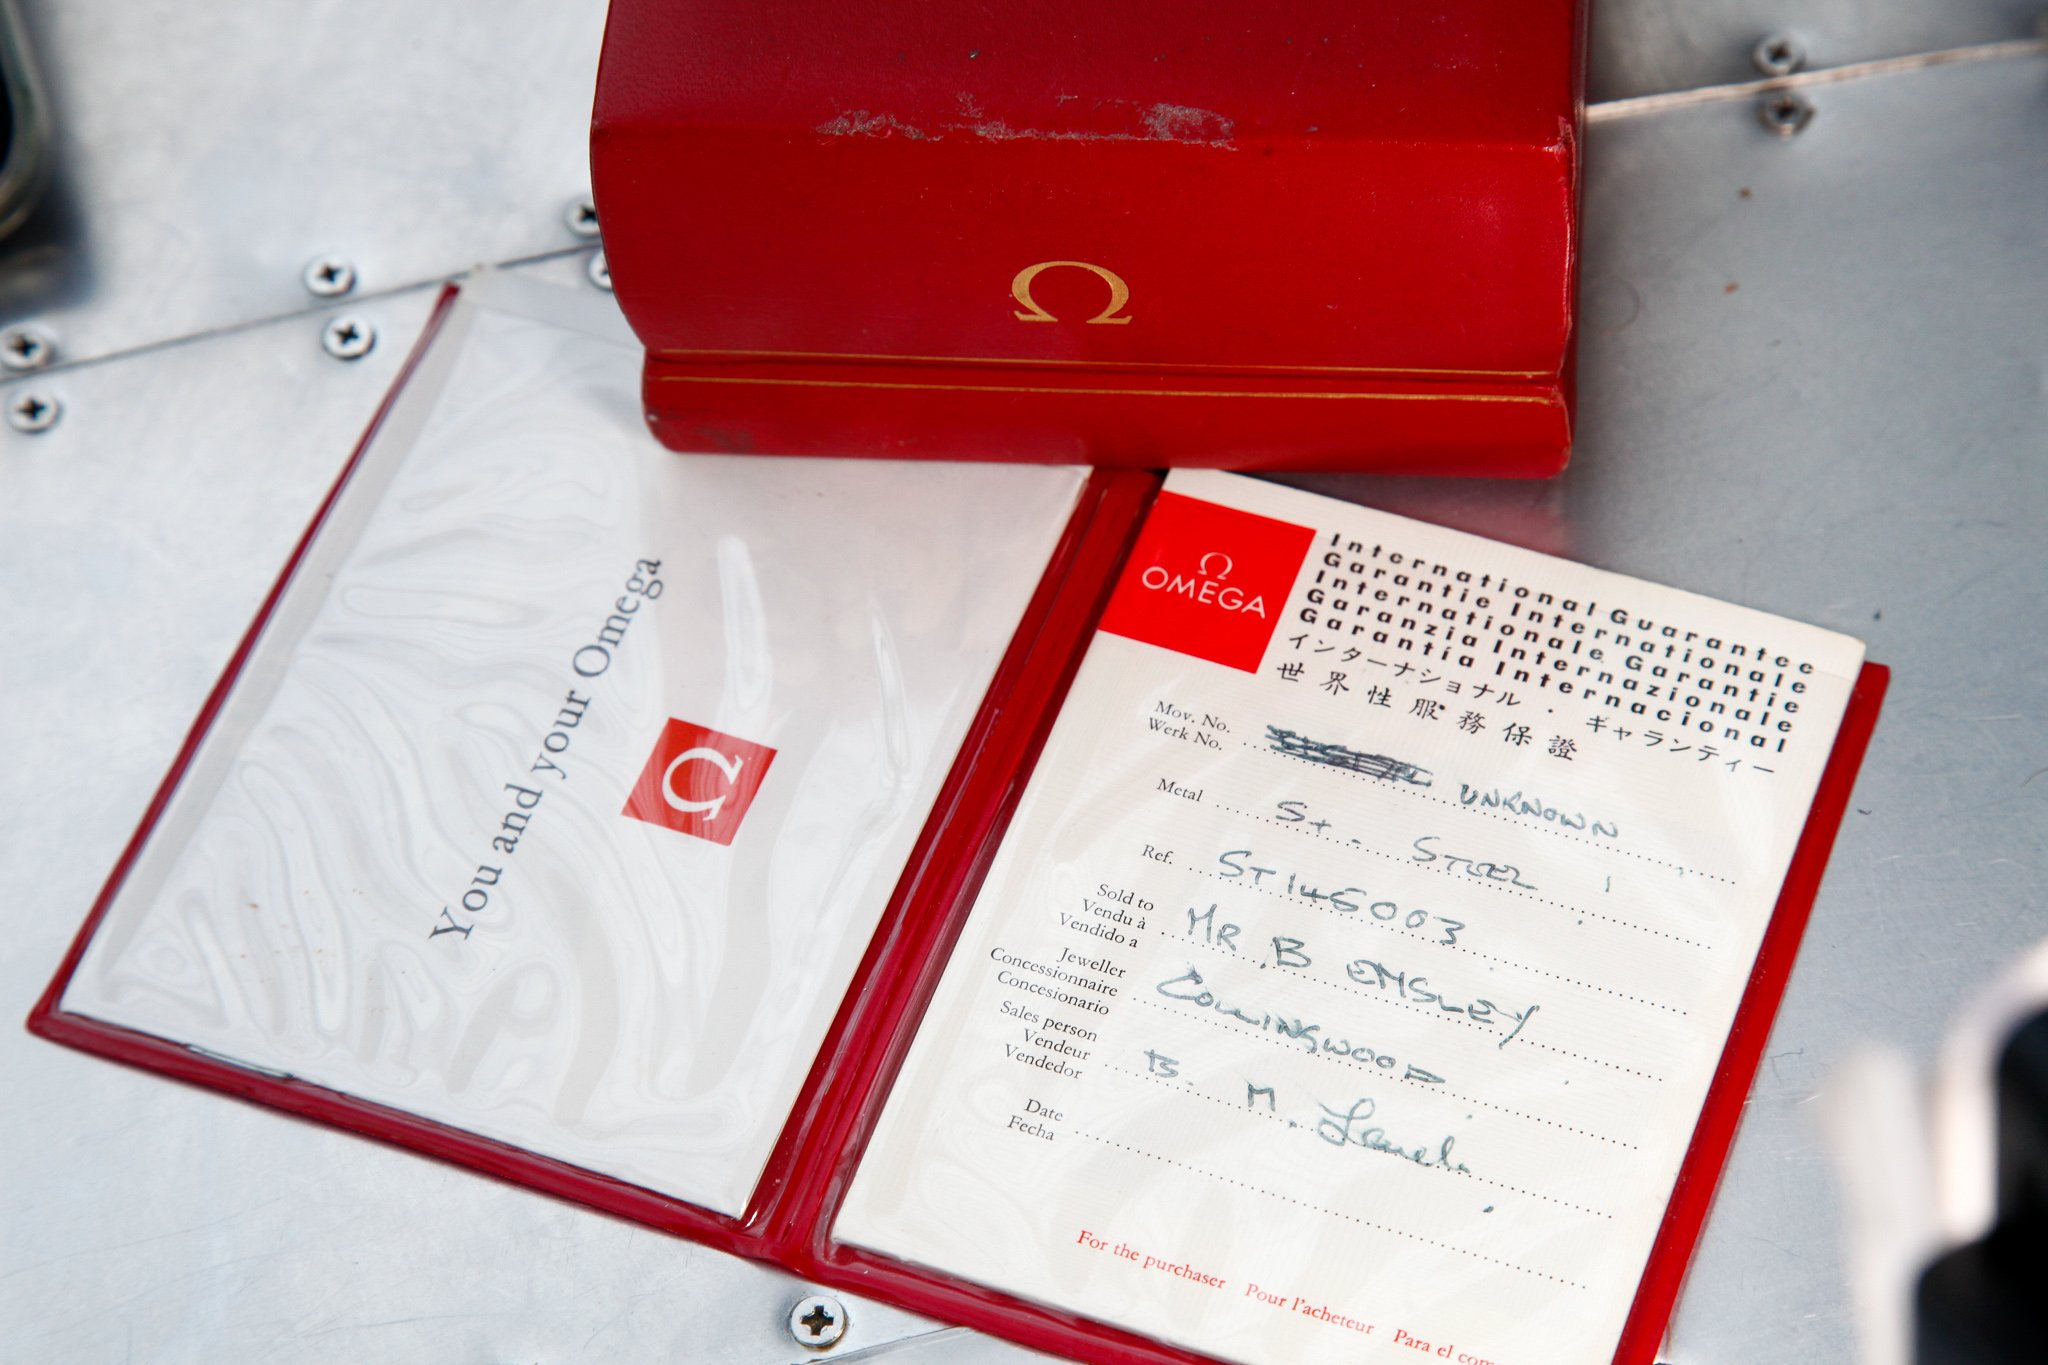 Ω
You and your Omega
Ω
Ω
OMEGA
International Guarantee
Garantie Internationale
Internationale Garantie
Garanzia Internazionale
Garantía Internacional
インターナショナル・ギャランティー
世界性服務保證
Mov. No.
Werk No.
UNKNOWN
Metal St. STEEL
Ref. ST 145003
Sold to
Vendu à
Vendido a
MR B EMSLEY
Jeweller
Concessionnaire
Concesionario
COLLINGWOOD
Sales person
Vendeur
Vendedor
B. M.
Date
Fecha
For the purchaser Pour l'acheteur Para el